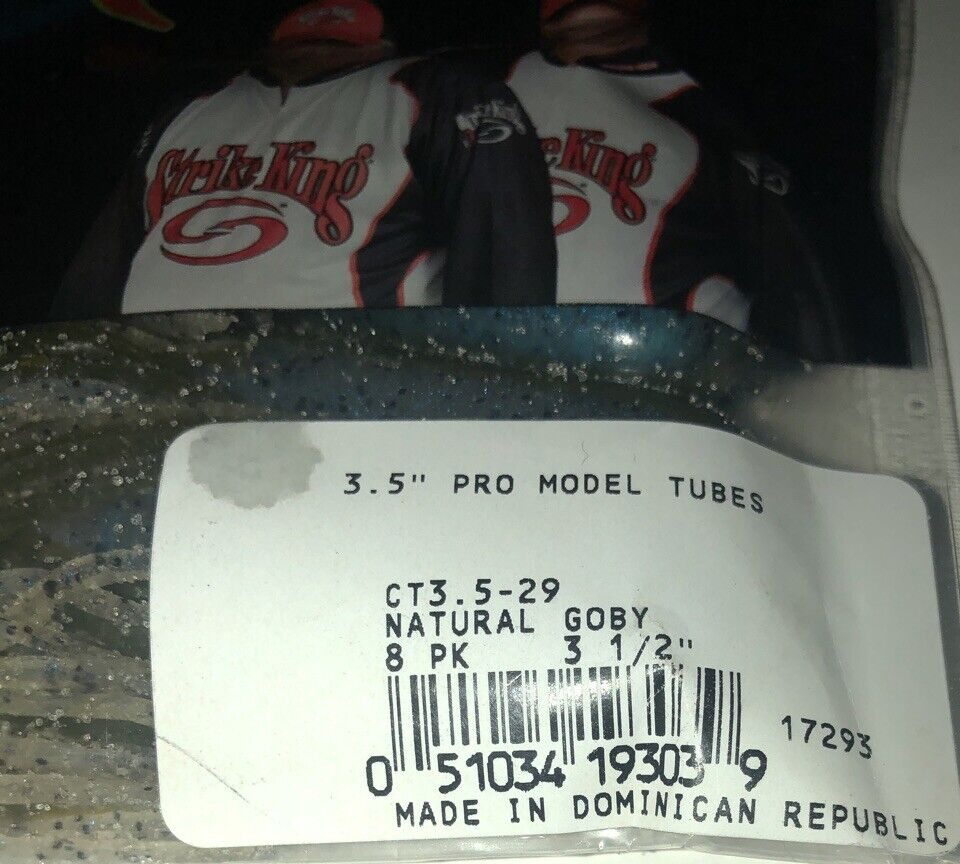 Strike King
King
3.5" PRO MODEL TUBES
CT3.5-29
NATURAL GOBY
8 PK 3 1/2"
17293
0 51034 19303 9
MADE IN DOMINICAN REPUBLIC